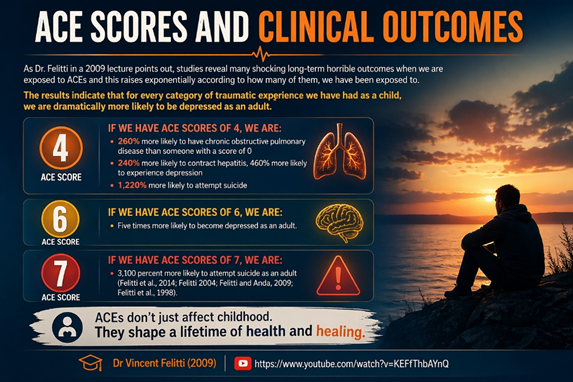 ACE SCORES AND CLINICAL OUTCOMES
As Dr. Felitti in a 2009 lecture points out, studies reveal many shocking long-term horrible outcomes when we are
exposed to ACEs and this raises exponentially according to how many of them, we have been exposed to.
The results indicate that for every category of traumatic experience we have had as a child,
we are dramatically more likely to be depressed as an adult.
4
ACE SCORE
IF WE HAVE ACE SCORES OF 4, WE ARE:
• 260% more likely to have chronic obstructive pulmonary
disease than someone with a score of 0
• 240% more likely to contract hepatitis, 460% more likely
to experience depression
• 1,220% more likely to attempt suicide
6
ACE SCORE
IF WE HAVE ACE SCORES OF 6, WE ARE:
• Five times more likely to become depressed as an adult.
7
ACE SCORE
IF WE HAVE ACE SCORES OF 7, WE ARE:
• 3,100 percent more likely to attempt suicide as an adult
(Felitti et al., 2014; Felitti 2004; Felitti and Anda, 2009;
Felitti et al., 1998).
ACEs don't just affect childhood.
They shape a lifetime of health and healing.
Dr Vincent Felitti (2009)
https://www.youtube.com/watch?v=KEFfThbAYnQ